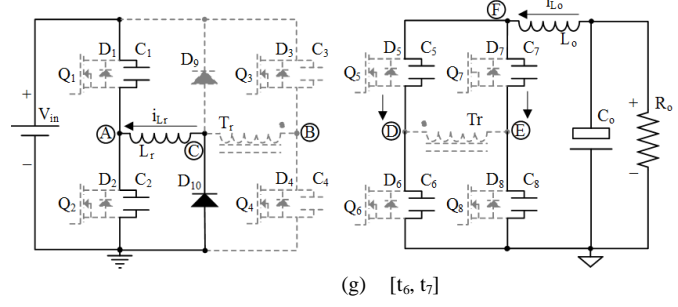 F
iLo
Lo
D1 C1 D9 D3 C3 D5 C5 D7 C7
Q1 Q3 Q5 Q7
+ iLr Tr + 
Vin A B D Tr E Co Ro
− Lr C −
D2 C2 D10 D4 C4 D6 C6 D8 C8
Q2 Q4 Q6 Q8
(g) [t6, t7]